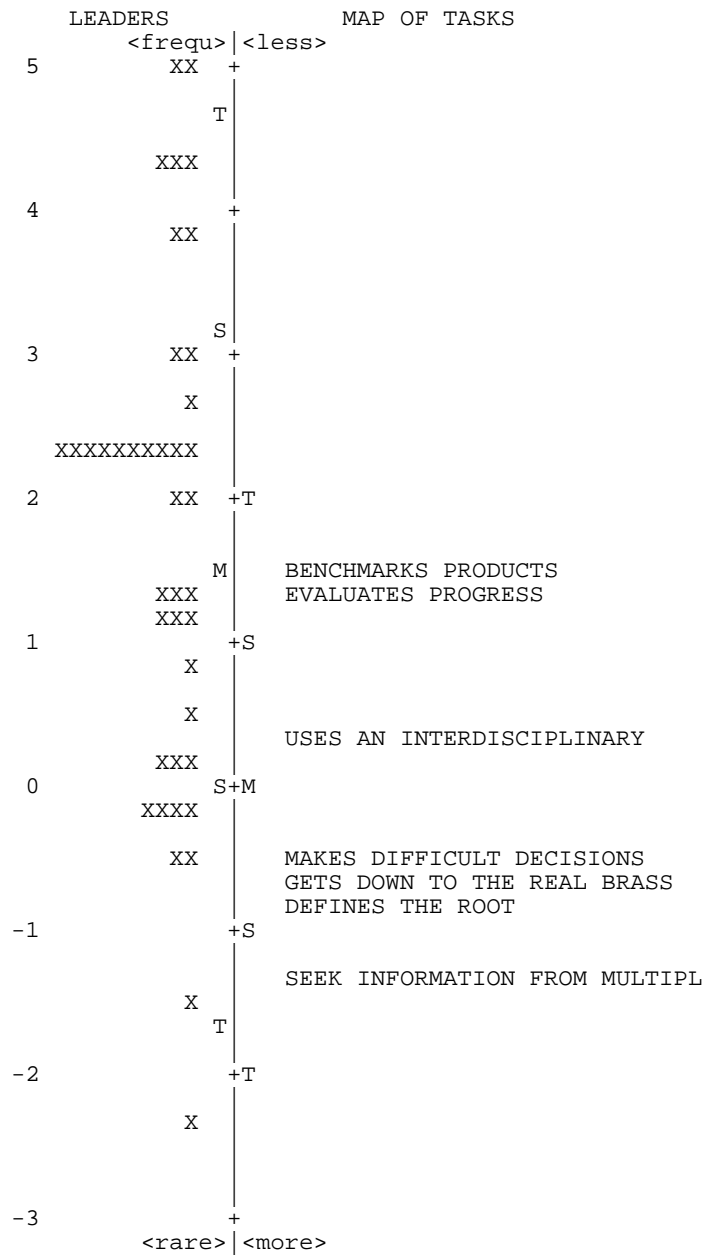 LEADERS MAP OF TASKS
<frequ>|<less>
5 XX +
|
T|
|
XXX |
|
4 +
XX |
|
|
|
S|
3 XX +
|
X |
|
XXXXXXXXXX |
|
2 XX +T
|
|
M| BENCHMARKS PRODUCTS
XXX | EVALUATES PROGRESS
XXX |
1 +S
X |
|
X |
| USES AN INTERDISCIPLINARY
XXX |
0 S+M
XXXX |
|
XX | MAKES DIFFICULT DECISIONS
| GETS DOWN TO THE REAL BRASS
| DEFINES THE ROOT
-1 +S
|
| SEEK INFORMATION FROM MULTIPL
X |
T|
|
-2 +T
|
X |
|
|
|
-3 +
<rare>|<more>